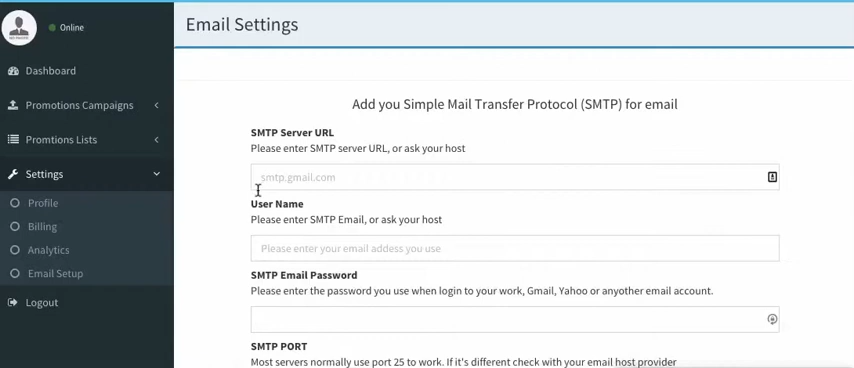 Online
Email Settings
Dashboard
Promotions Campaigns
Promtions Lists
Settings
Profile
Billing
Analytics
Email Setup
Logout
Add you Simple Mail Transfer Protocol (SMTP) for email
SMTP Server URL
Please enter SMTP server URL, or ask your host
smtp.gmail.com
User Name
Please enter SMTP Email, or ask your host
Please enter your email addess you use
SMTP Email Password
Please enter the password you use when login to your work, Gmail, Yahoo or anyother email account.
SMTP PORT
Most servers normally use port 25 to work. If it's different check with your email host provider